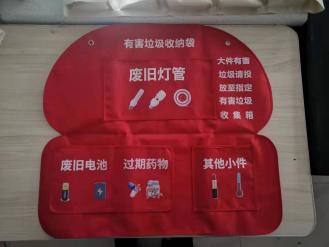 有害垃圾收纳袋
废旧灯管
大件有害
垃圾请投
放至指定
有害垃圾
收集箱
废旧电池
过期药物
其他小件